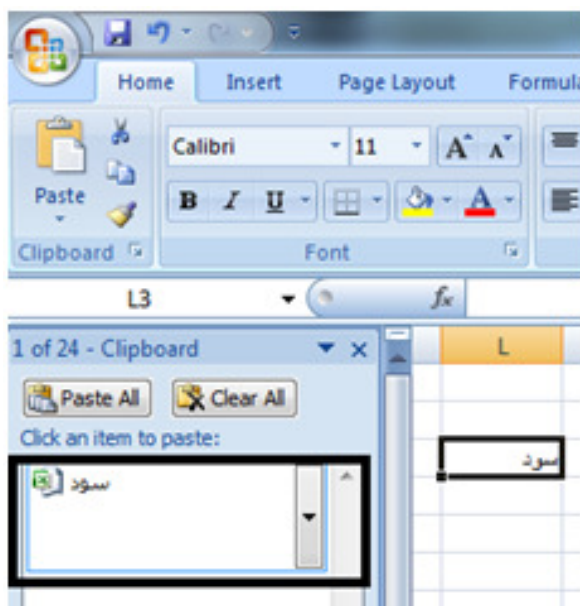 Home Insert Page Layout Formula
Calibri 11 A A
Paste B I U A
Clipboard Font
L3 fx
1 of 24 - Clipboard L
Paste All Clear All
Click an item to paste:
سود
سود